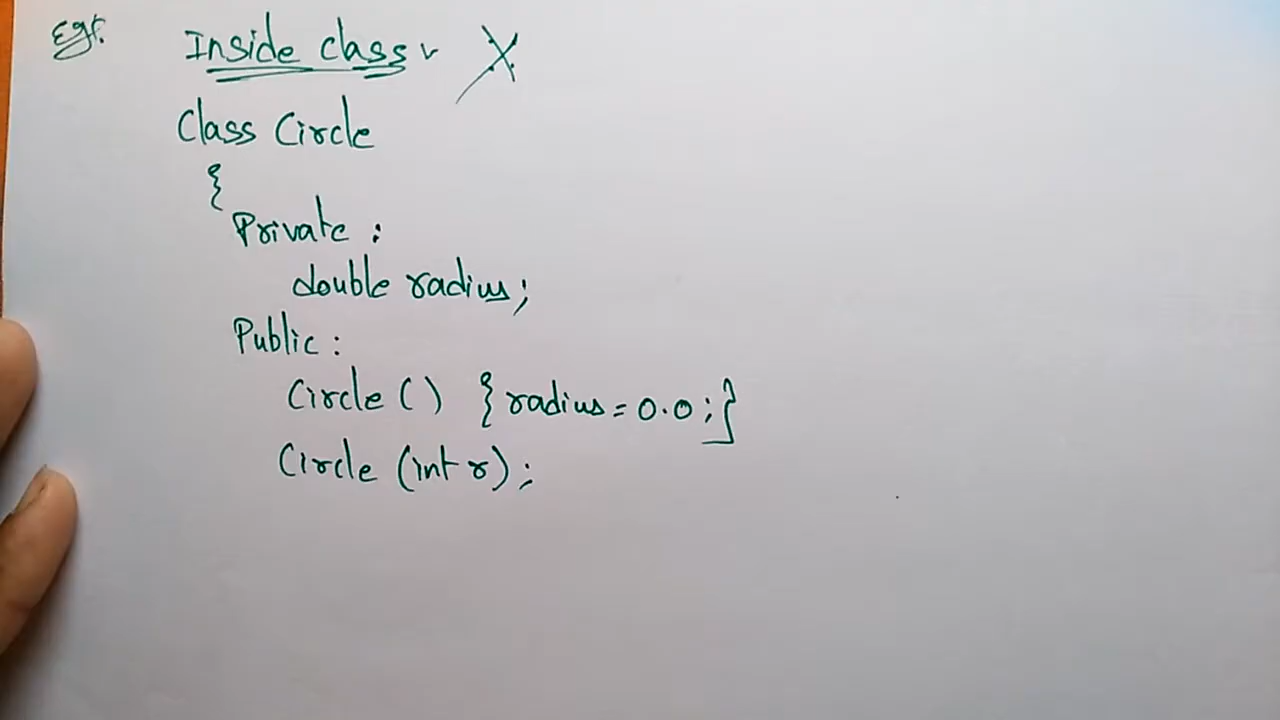 Eg:
Inside class:
Class Circle
{
Private :
double radius;
Public :
Circle ( ) { radius = 0.0 ; }
Circle (int r) ;